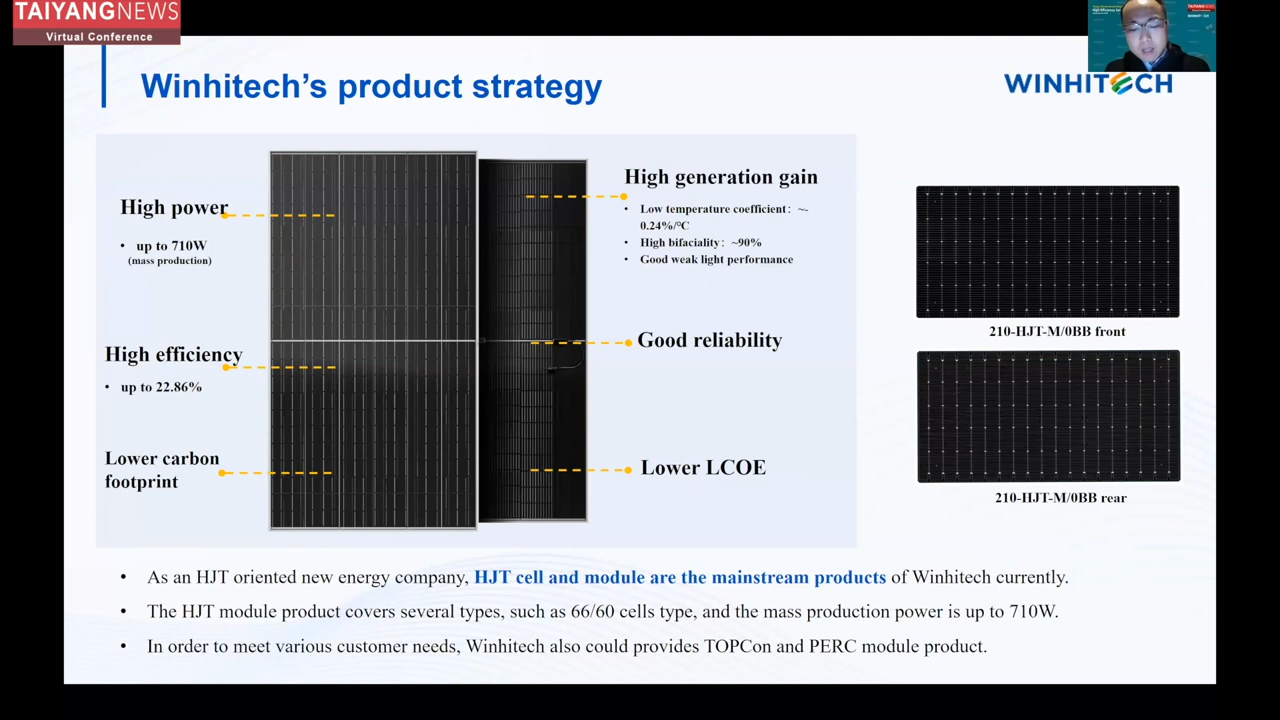 TAIYANGNEWS
Virtual Conference
Winhitech's product strategy
WINHITECH
High power
• up to 710W
(mass production)
High efficiency
• up to 22.86%
Lower carbon
footprint
High generation gain
• Low temperature coefficient： ~-
0.24%/°C
• High bifaciality： ~90%
• Good weak light performance
Good reliability
Lower LCOE
210-HJT-M/0BB front
210-HJT-M/0BB rear
• As an HJT oriented new energy company, HJT cell and module are the mainstream products of Winhitech currently.
• The HJT module product covers several types, such as 66/60 cells type, and the mass production power is up to 710W.
• In order to meet various customer needs, Winhitech also could provides TOPCon and PERC module product.